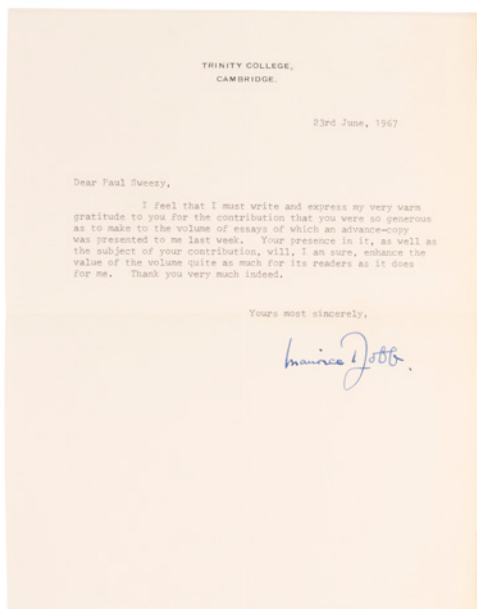 TRINITY COLLEGE,
CAMBRIDGE.
23rd June, 1967
Dear Paul Sweezy,
I feel that I must write and express my very warm
gratitude to you for the contribution that you were so generous
as to make to the volume of essays of which an advance-copy
was presented to me last week. Your presence in it, as well as
the subject of your contribution, will, I am sure, enhance the
value of the volume quite as much for its readers as it does
for me. Thank you very much indeed.
Yours most sincerely,
Maurice Dobb.